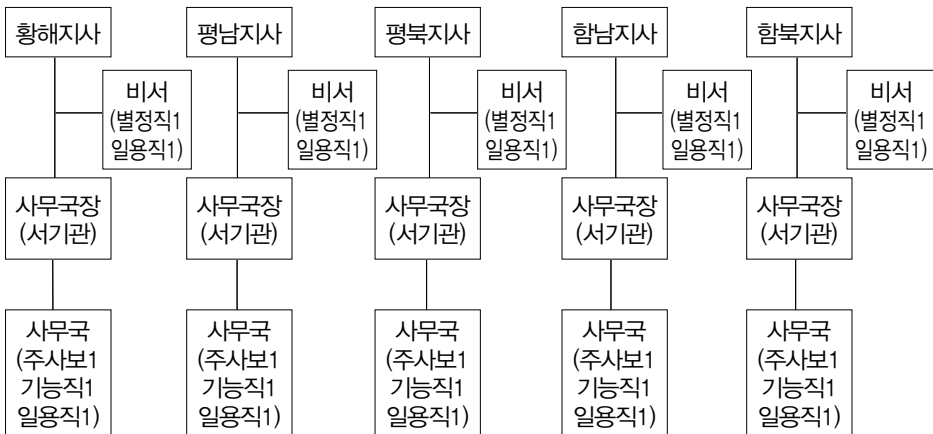 황해지사
평남지사
평북지사
함남지사
함북지사
비서
(별정직1
일용직1)
비서
(별정직1
일용직1)
비서
(별정직1
일용직1)
비서
(별정직1
일용직1)
비서
(별정직1
일용직1)
사무국장
(서기관)
사무국장
(서기관)
사무국장
(서기관)
사무국장
(서기관)
사무국장
(서기관)
사무국
(주사보1
기능직1
일용직1)
사무국
(주사보1
기능직1
일용직1)
사무국
(주사보1
기능직1
일용직1)
사무국
(주사보1
기능직1
일용직1)
사무국
(주사보1
기능직1
일용직1)